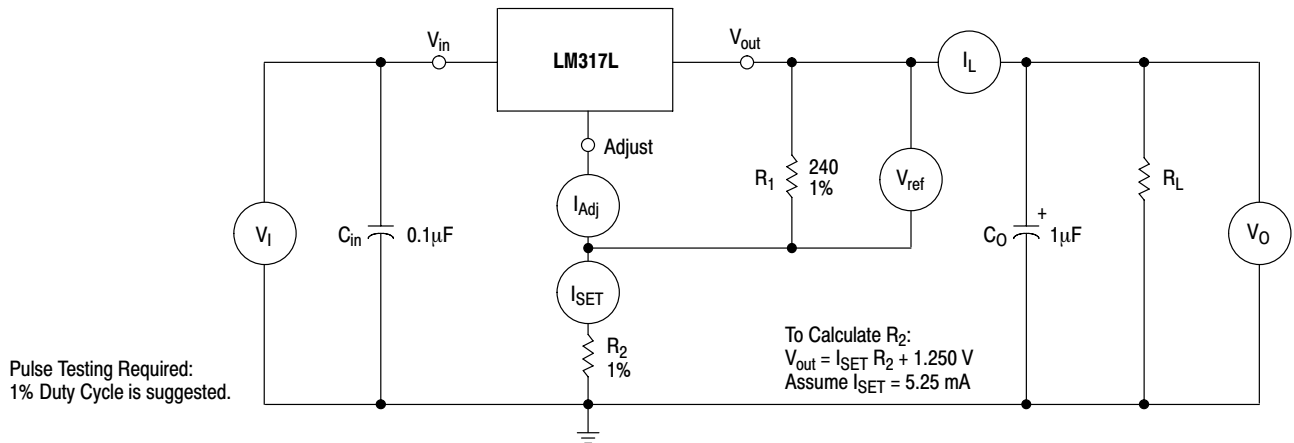 V_in
LM317L
V_out
I_L
Adjust
I_Adj
R_1
240
1%
V_ref
V_I
C_in
0.1µF
I_SET
R_2
1%
C_O
+
1µF
R_L
V_O
To Calculate R_2:
V_out = I_SET R_2 + 1.250 V
Assume I_SET = 5.25 mA
Pulse Testing Required:
1% Duty Cycle is suggested.